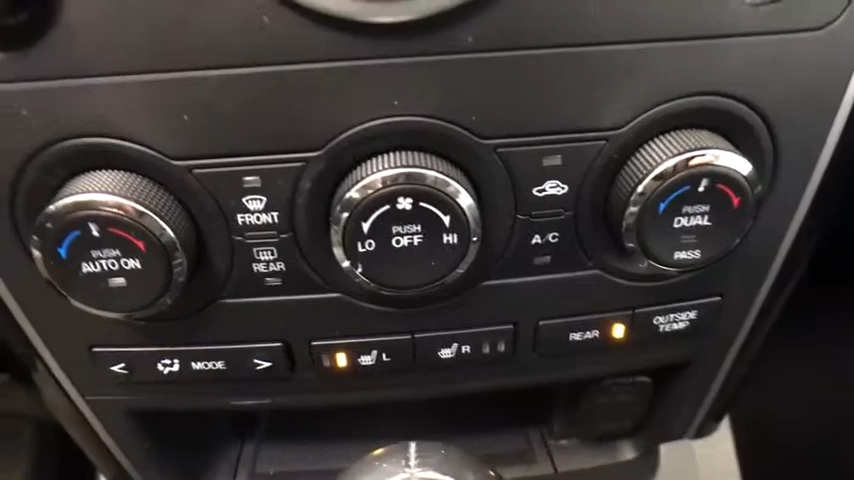 PUSH
AUTO ON
FRONT
REAR
PUSH
LO OFF HI
A/C
PUSH
DUAL
PASS
MODE
L
R
REAR
OUTSIDE
TEMP